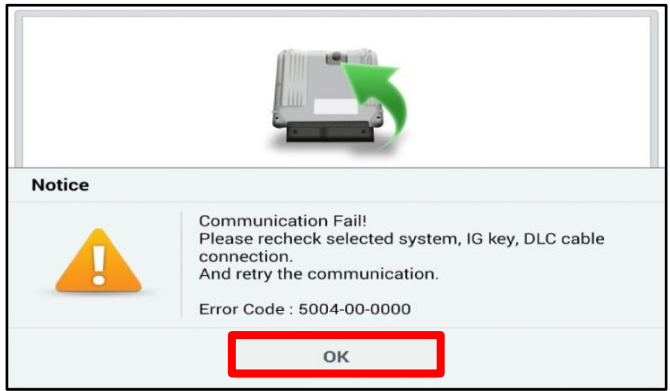 Notice
Communication Fail!
Please recheck selected system, IG key, DLC cable
connection.
And retry the communication.
Error Code : 5004-00-0000
OK